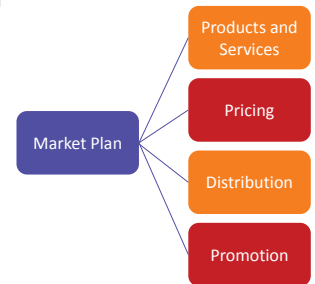 Products and
Services
Pricing
Market Plan
Distribution
Promotion